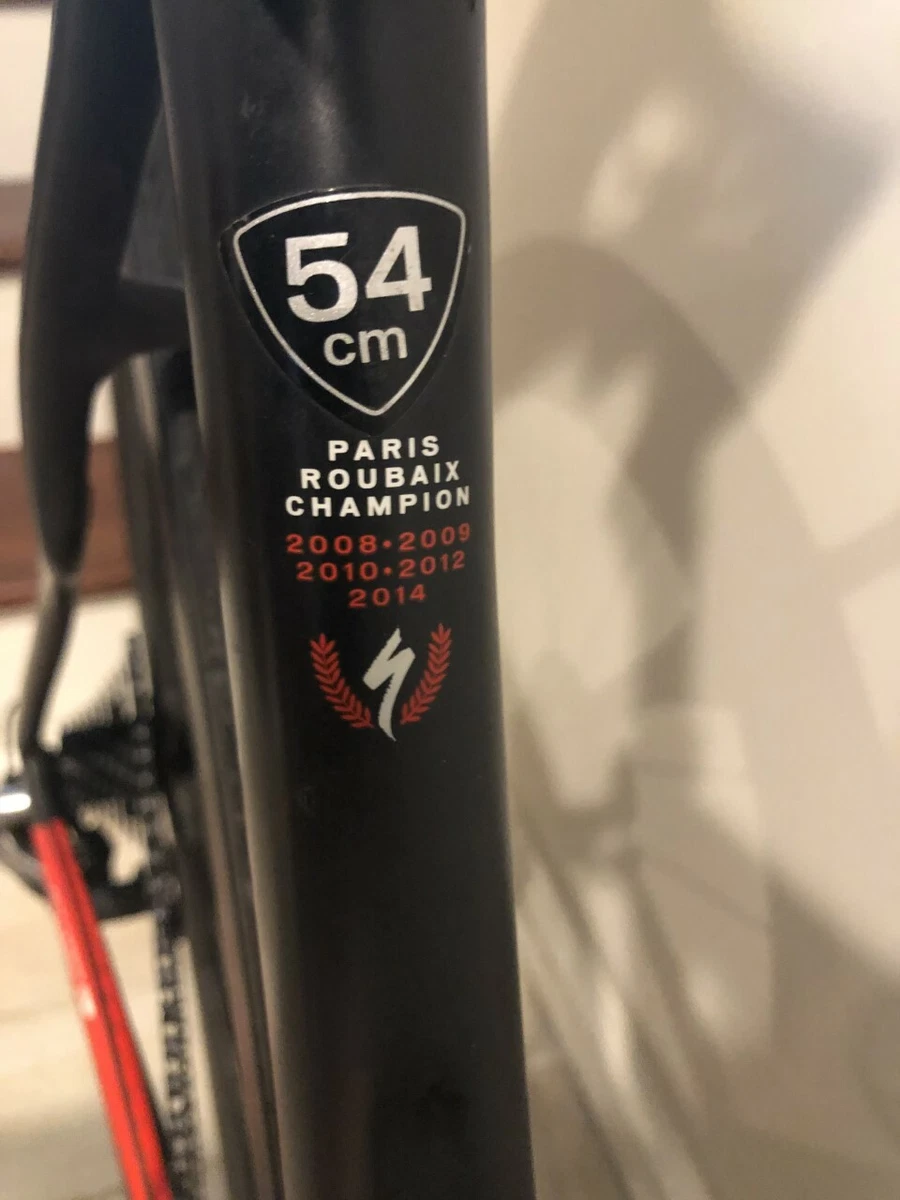 54
cm
PARIS
ROUBAIX
CHAMPION
2008•2009
2010•2012
2014